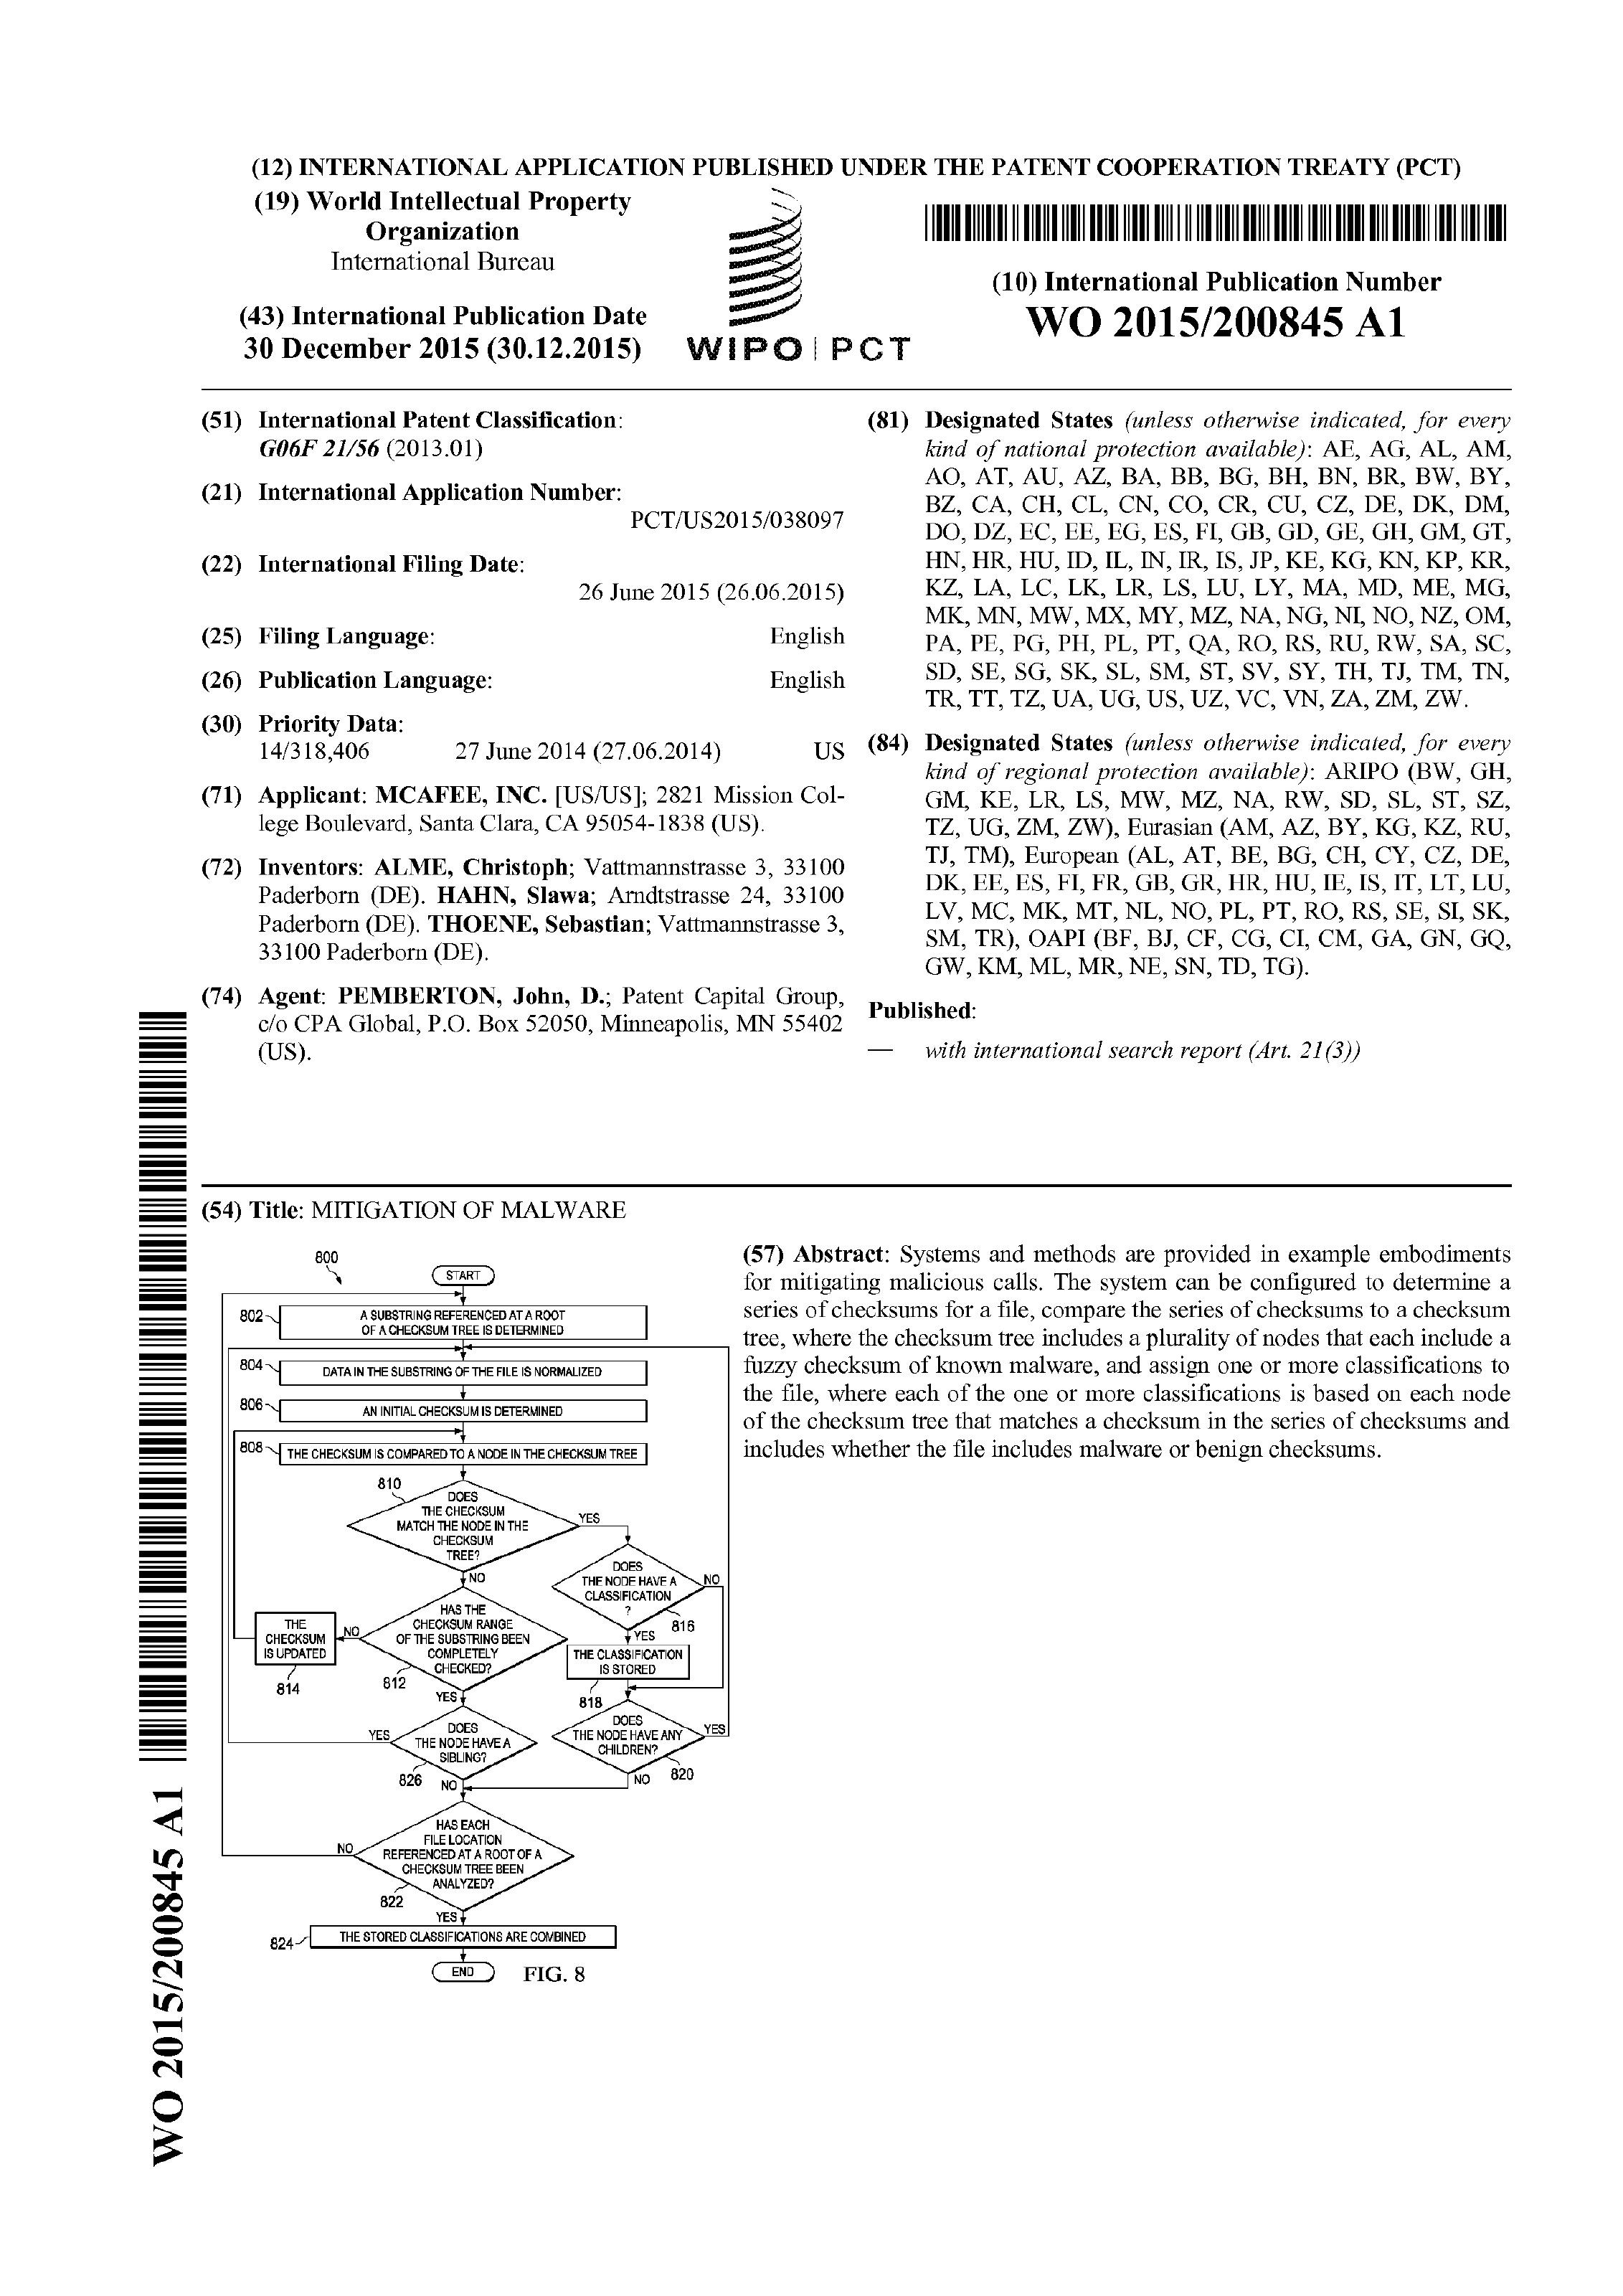 (12) INTERNATIONAL APPLICATION PUBLISHED UNDER THE PATENT COOPERATION TREATY (PCT)
(19) World Intellectual Property
Organization
International Bureau
(43) International Publication Date
30 December 2015 (30.12.2015)
WIPO | PCT
(10) International Publication Number
WO 2015/200845 A1
(51) International Patent Classification:
G06F 21/56 (2013.01)
(21) International Application Number:
PCT/US2015/038097
(22) International Filing Date:
26 June 2015 (26.06.2015)
(25) Filing Language: English
(26) Publication Language: English
(30) Priority Data:
14/318,406 27 June 2014 (27.06.2014) US
(71) Applicant: MCAFEE, INC. [US/US]; 2821 Mission Col-
lege Boulevard, Santa Clara, CA 95054-1838 (US).
(72) Inventors: ALME, Christoph; Vattmannstrasse 3, 33100
Paderborn (DE). HAHN, Slawa; Arndtstrasse 24, 33100
Paderborn (DE). THOENE, Sebastian; Vattmannstrasse 3,
33100 Paderborn (DE).
(74) Agent: PEMBERTON, John, D.; Patent Capital Group,
c/o CPA Global, P.O. Box 52050, Minneapolis, MN 55402
(US).
(81) Designated States (unless otherwise indicated, for every
kind of national protection available): AE, AG, AL, AM,
AO, AT, AU, AZ, BA, BB, BG, BH, BN, BR, BW, BY,
BZ, CA, CH, CL, CN, CO, CR, CU, CZ, DE, DK, DM,
DO, DZ, EC, EE, EG, ES, FI, GB, GD, GE, GH, GM, GT,
HN, HR, HU, ID, IL, IN, IR, IS, JP, KE, KG, KN, KP, KR,
KZ, LA, LC, LK, LR, LS, LU, LY, MA, MD, ME, MG,
MK, MN, MW, MX, MY, MZ, NA, NG, NI, NO, NZ, OM,
PA, PE, PG, PH, PL, PT, QA, RO, RS, RU, RW, SA, SC,
SD, SE, SG, SK, SL, SM, ST, SV, SY, TH, TJ, TM, TN,
TR, TT, TZ, UA, UG, US, UZ, VC, VN, ZA, ZM, ZW.
(84) Designated States (unless otherwise indicated, for every
kind of regional protection available): ARIPO (BW, GH,
GM, KE, LR, LS, MW, MZ, NA, RW, SD, SL, ST, SZ,
TZ, UG, ZM, ZW), Eurasian (AM, AZ, BY, KG, KZ, RU,
TJ, TM), European (AL, AT, BE, BG, CH, CY, CZ, DE,
DK, EE, ES, FI, FR, GB, GR, HR, HU, IE, IS, IT, LT, LU,
LV, MC, MK, MT, NL, NO, PL, PT, RO, RS, SE, SI, SK,
SM, TR), OAPI (BF, BJ, CF, CG, CI, CM, GA, GN, GQ,
GW, KM, ML, MR, NE, SN, TD, TG).
Published:
— with international search report (Art. 21(3))
(54) Title: MITIGATION OF MALWARE
800
START
802
A SUBSTRING REFERENCED AT A ROOT
OF A CHECKSUM TREE IS DETERMINED
804
DATA IN THE SUBSTRING OF THE FILE IS NORMALIZED
806
AN INITIAL CHECKSUM IS DETERMINED
808
THE CHECKSUM IS COMPARED TO A NODE IN THE CHECKSUM TREE
810
DOES
THE CHECKSUM
MATCH THE NODE IN THE
CHECKSUM
TREE?
YES
NO
DOES
THE NODE HAVE A
CLASSIFICATION
?
NO
816
YES
HAS THE
CHECKSUM RANGE
OF THE SUBSTRING BEEN
COMPLETELY
CHECKED?
812
NO
THE
CHECKSUM
IS UPDATED
814
THE CLASSIFICATION
IS STORED
818
YES
DOES
THE NODE HAVE A
SIBLING?
YES
826
NO
DOES
THE NODE HAVE ANY
CHILDREN?
YES
820
NO
HAS EACH
FILE LOCATION
REFERENCED AT A ROOT OF A
CHECKSUM TREE BEEN
ANALYZED?
NO
822
YES
824
THE STORED CLASSIFICATIONS ARE COMBINED
END
FIG. 8
(57) Abstract: Systems and methods are provided in example embodiments
for mitigating malicious calls. The system can be configured to determine a
series of checksums for a file, compare the series of checksums to a checksum
tree, where the checksum tree includes a plurality of nodes that each include a
fuzzy checksum of known malware, and assign one or more classifications to
the file, where each of the one or more classifications is based on each node
of the checksum tree that matches a checksum in the series of checksums and
includes whether the file includes malware or benign checksums.
WO 2015/200845 A1